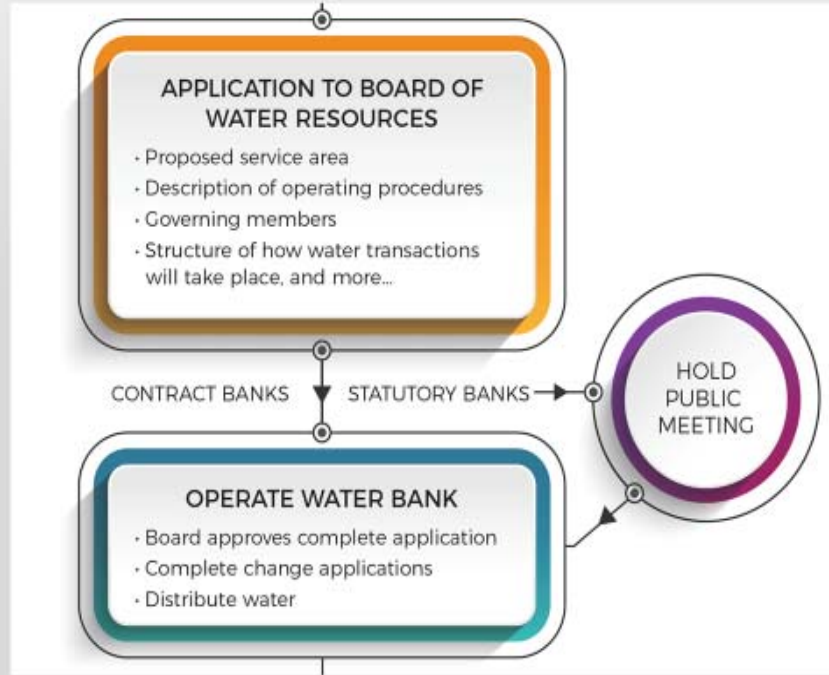 APPLICATION TO BOARD OF
WATER RESOURCES
· Proposed service area
· Description of operating procedures
· Governing members
· Structure of how water transactions
will take place, and more...
CONTRACT BANKS
STATUTORY BANKS
HOLD
PUBLIC
MEETING
OPERATE WATER BANK
· Board approves complete application
· Complete change applications
· Distribute water